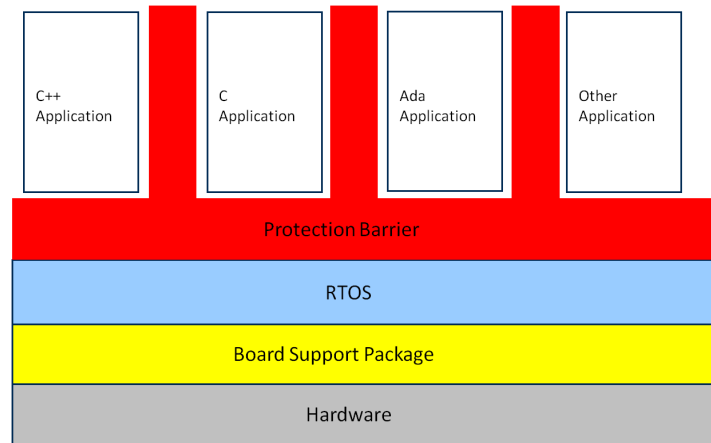 C++
Application
C
Application
Ada
Application
Other
Application
Protection Barrier
RTOS
Board Support Package
Hardware